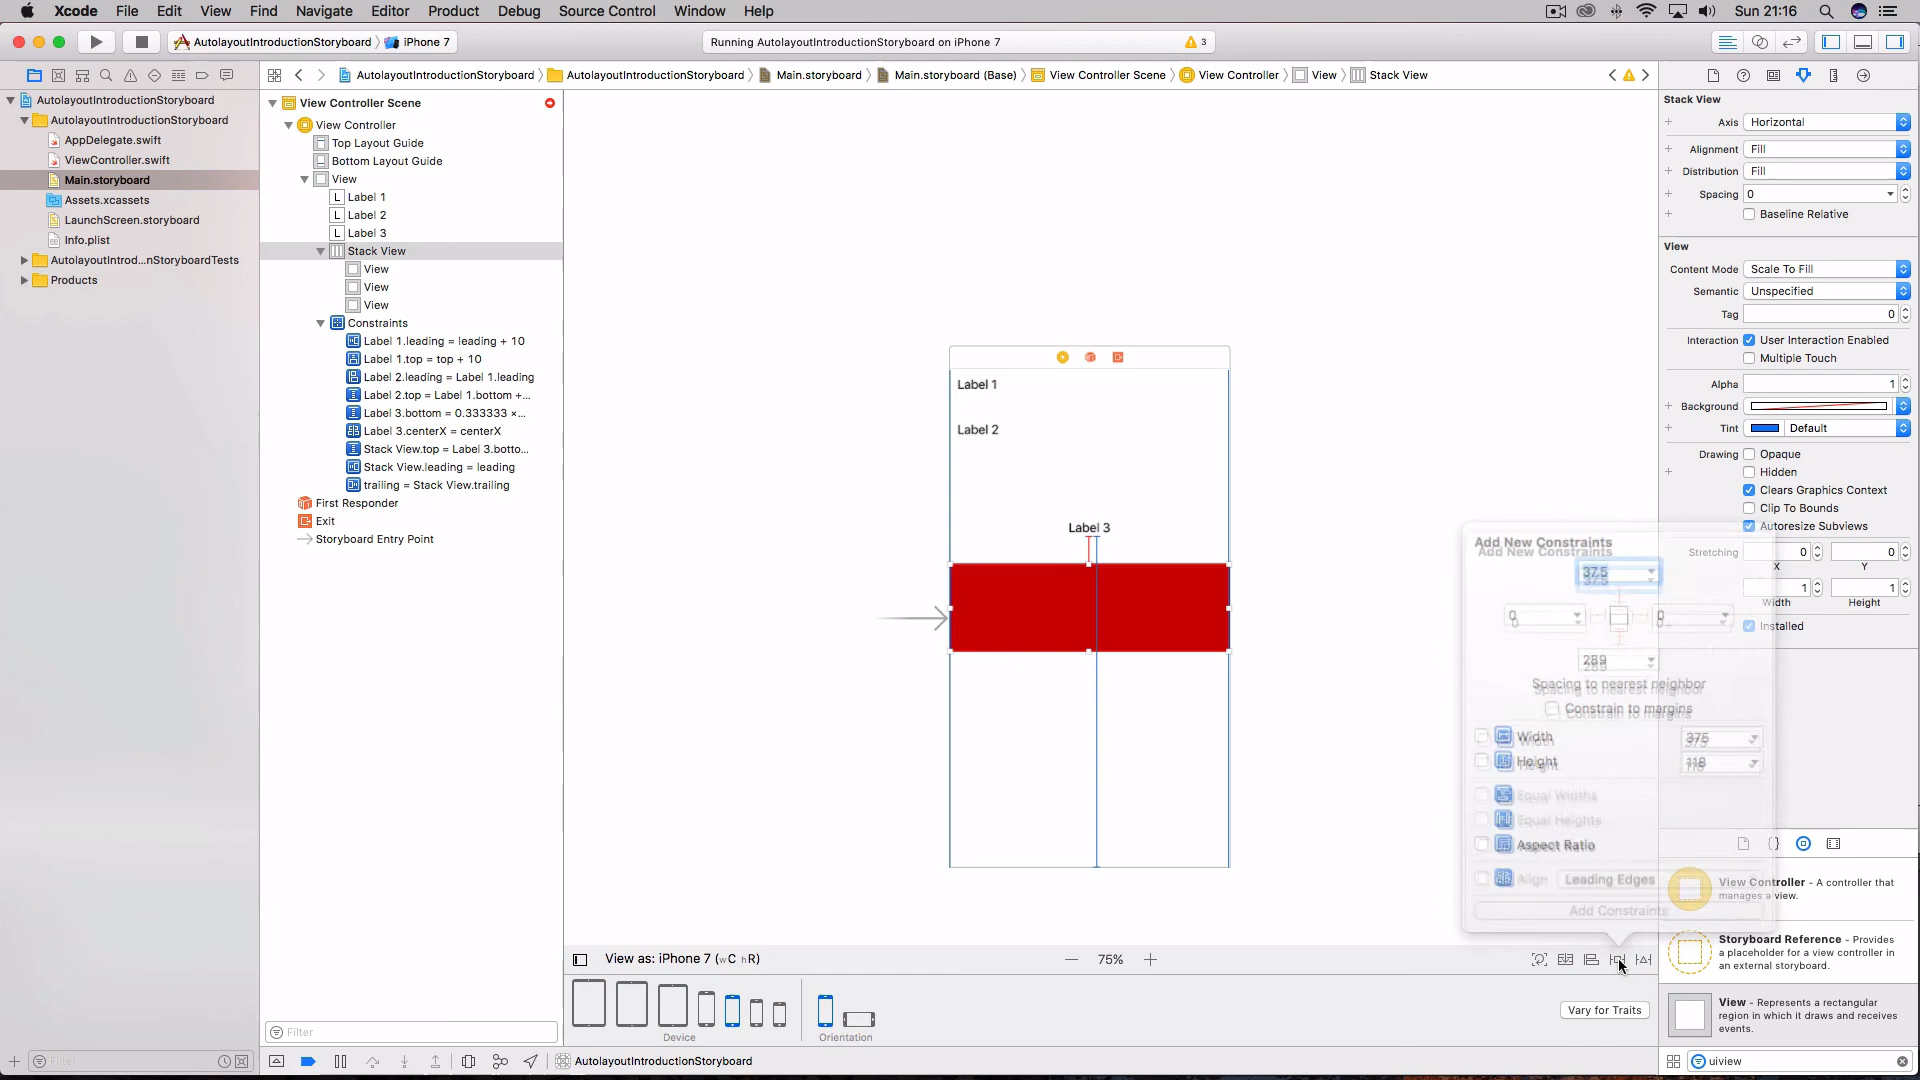 Xcode File Edit View Find Navigate Editor Product Debug Source Control Window Help
Sun 21:16
AutolayoutIntroductionStoryboard iPhone 7
Running AutolayoutIntroductionStoryboard on iPhone 7
3
AutolayoutIntroductionStoryboard AutolayoutIntroductionStoryboard Main.storyboard Main.storyboard (Base) View Controller Scene View Controller View Stack View
AutolayoutIntroductionStoryboard
AutolayoutIntroductionStoryboard
AppDelegate.swift
ViewController.swift
Main.storyboard
Assets.xcassets
LaunchScreen.storyboard
Info.plist
AutolayoutIntrod...nStoryboardTests
Products
Filter
View Controller Scene
View Controller
Top Layout Guide
Bottom Layout Guide
View
L Label 1
L Label 2
L Label 3
Stack View
View
View
View
Constraints
Label 1.leading = leading + 10
Label 1.top = top + 10
Label 2.leading = Label 1.leading
Label 2.top = Label 1.bottom +...
Label 3.bottom = 0.333333 ×...
Label 3.centerX = centerX
Stack View.top = Label 3.botto...
Stack View.leading = leading
trailing = Stack View.trailing
First Responder
Exit
Storyboard Entry Point
Filter
Label 1
Label 2
Label 3
View as: iPhone 7 (wC hR)
75%
Device
Orientation
Vary for Traits
AutolayoutIntroductionStoryboard
Add New Constraints
37.5
0 0
289
Spacing to nearest neighbor
Constrain to margins
Width 375
Height 118
Equal Widths
Equal Heights
Aspect Ratio
Align Leading Edges
Add Constraints
Stack View
Axis Horizontal
Alignment Fill
Distribution Fill
Spacing 0
Baseline Relative
View
Content Mode Scale To Fill
Semantic Unspecified
Tag 0
Interaction User Interaction Enabled
Multiple Touch
Alpha 1
Background
Tint Default
Drawing Opaque
Hidden
Clears Graphics Context
Clip To Bounds
Autoresize Subviews
Stretching 0 0
X Y
1 1
Width Height
Installed
View Controller - A controller that
manages a view.
Storyboard Reference - Provides
a placeholder for a view controller in
an external storyboard.
View - Represents a rectangular
region in which it draws and receives
events.
uiview